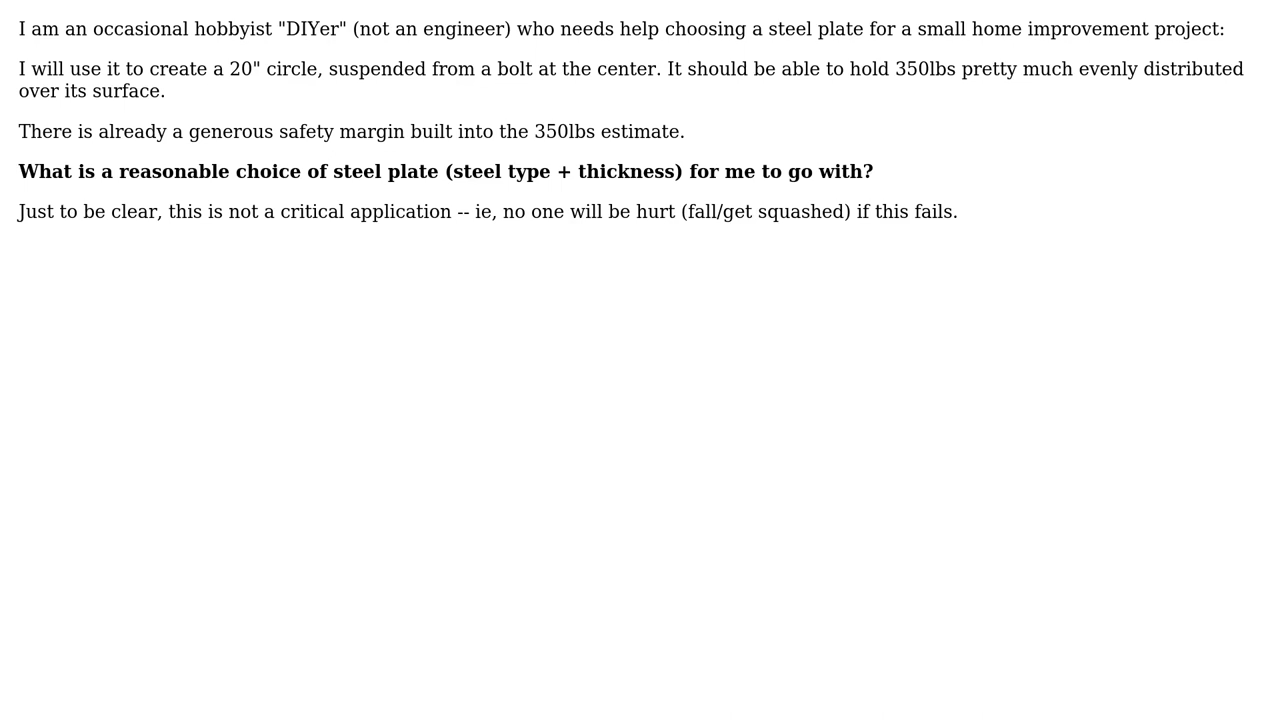 I am an occasional hobbyist "DIYer" (not an engineer) who needs help choosing a steel plate for a small home improvement project:
I will use it to create a 20" circle, suspended from a bolt at the center. It should be able to hold 350lbs pretty much evenly distributed
over its surface.
There is already a generous safety margin built into the 350lbs estimate.
What is a reasonable choice of steel plate (steel type + thickness) for me to go with?
Just to be clear, this is not a critical application -- ie, no one will be hurt (fall/get squashed) if this fails.